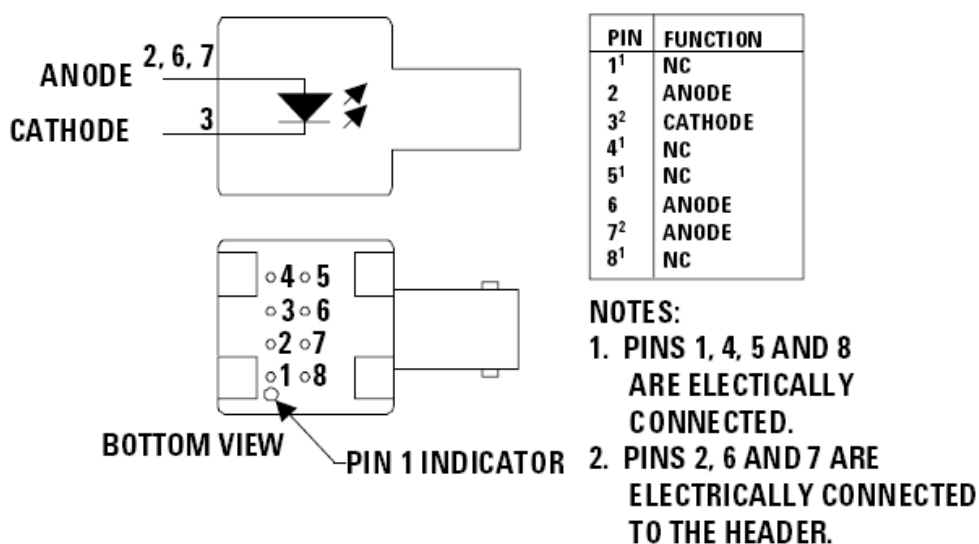 ANODE 2, 6, 7
CATHODE 3
4 5
3 6
2 7
1 8
BOTTOM VIEW
PIN 1 INDICATOR
PIN FUNCTION
1¹ NC
2 ANODE
3² CATHODE
4¹ NC
5¹ NC
6 ANODE
7² ANODE
8¹ NC
NOTES:
1. PINS 1, 4, 5 AND 8
ARE ELECTICALLY
CONNECTED.
2. PINS 2, 6 AND 7 ARE
ELECTRICALLY CONNECTED
TO THE HEADER.